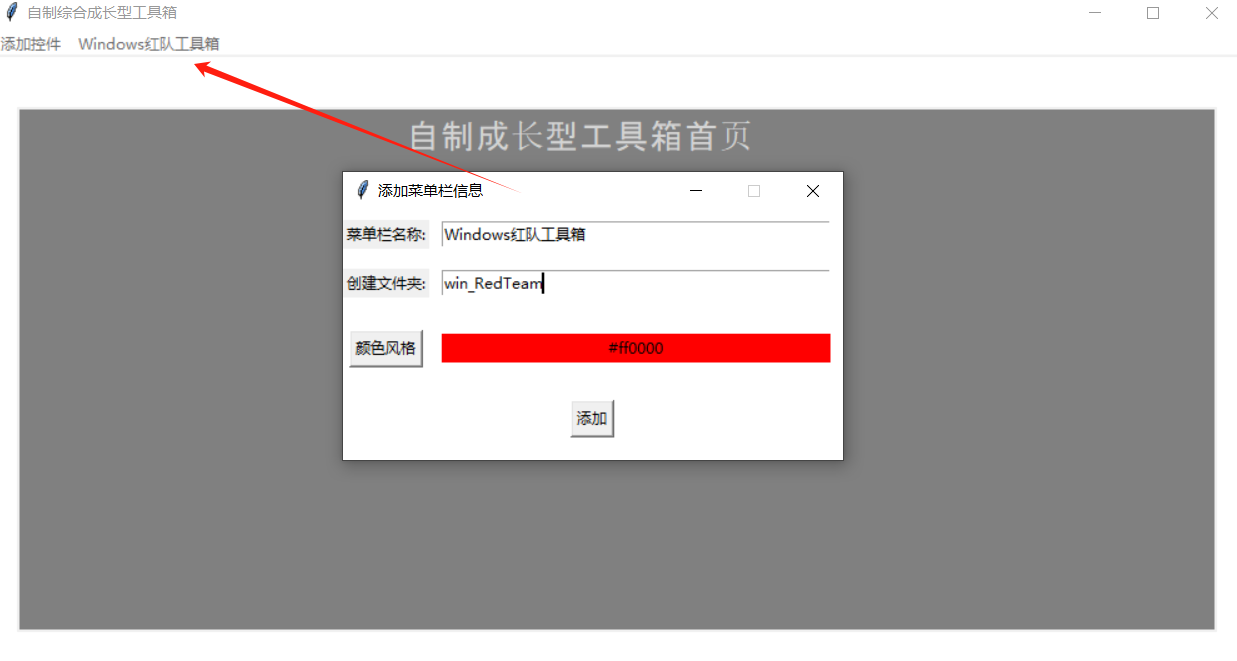 自制综合成长型工具箱
添加控件 Windows红队工具箱
自制成长型工具箱首页
添加菜单栏信息
菜单栏名称: Windows红队工具箱
创建文件夹: win_RedTeam
颜色风格 #ff0000
添加